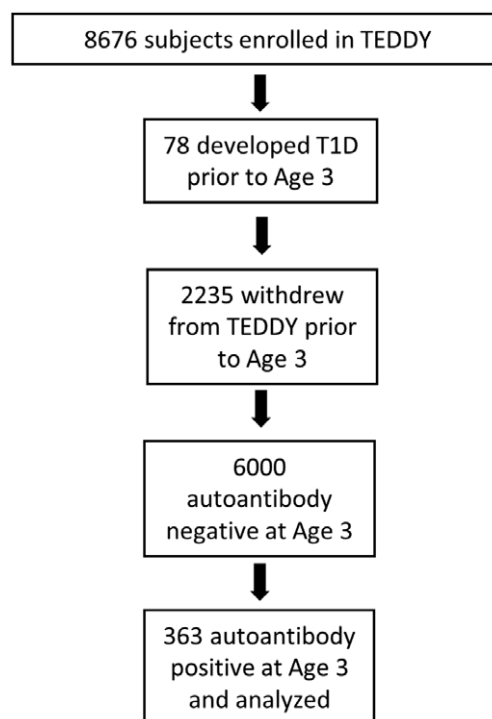 8676 subjects enrolled in TEDDY
78 developed T1D
prior to Age 3
2235 withdrew
from TEDDY prior
to Age 3
6000
autoantibody
negative at Age 3
363 autoantibody
positive at Age 3
and analyzed